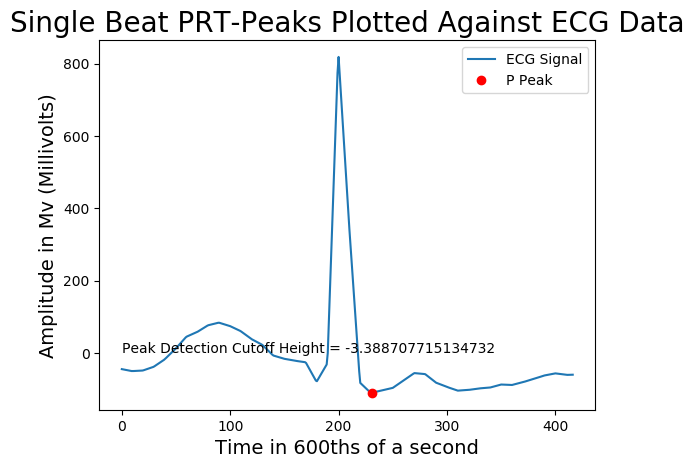 Single Beat PRT-Peaks Plotted Against ECG Data
ECG Signal
P Peak
Amplitude in Mv (Millivolts)
800
600
400
200
0
Peak Detection Cutoff Height = -3.388707715134732
0 100 200 300 400
Time in 600ths of a second